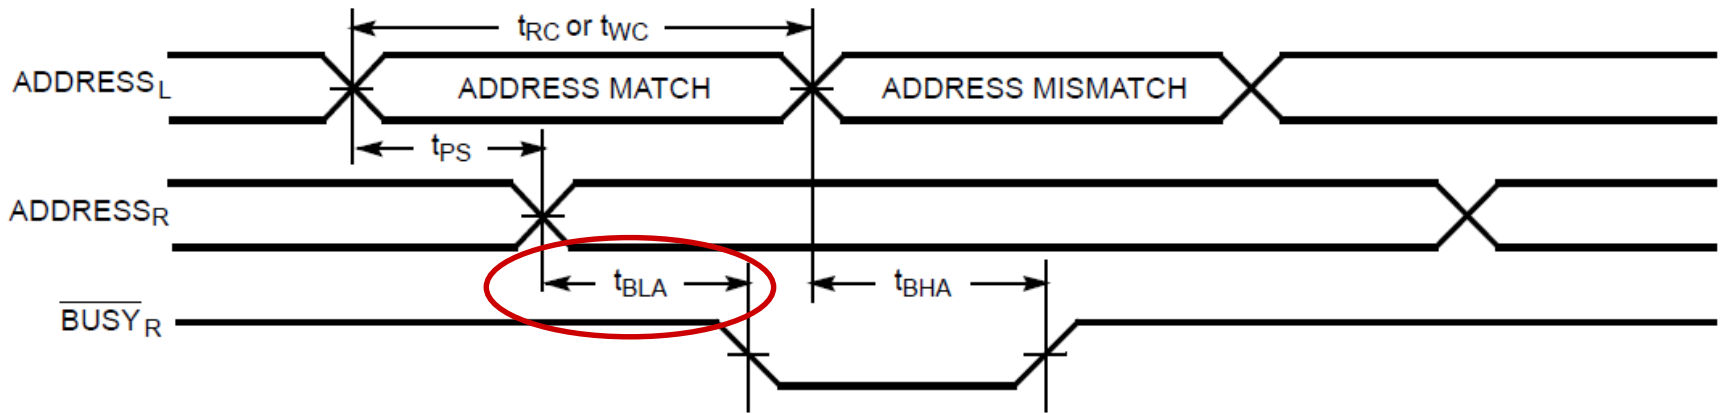 tRC or tWC
ADDRESSL
ADDRESS MATCH
ADDRESS MISMATCH
tPS
ADDRESSR
tBLA
tBHA
BUSYR